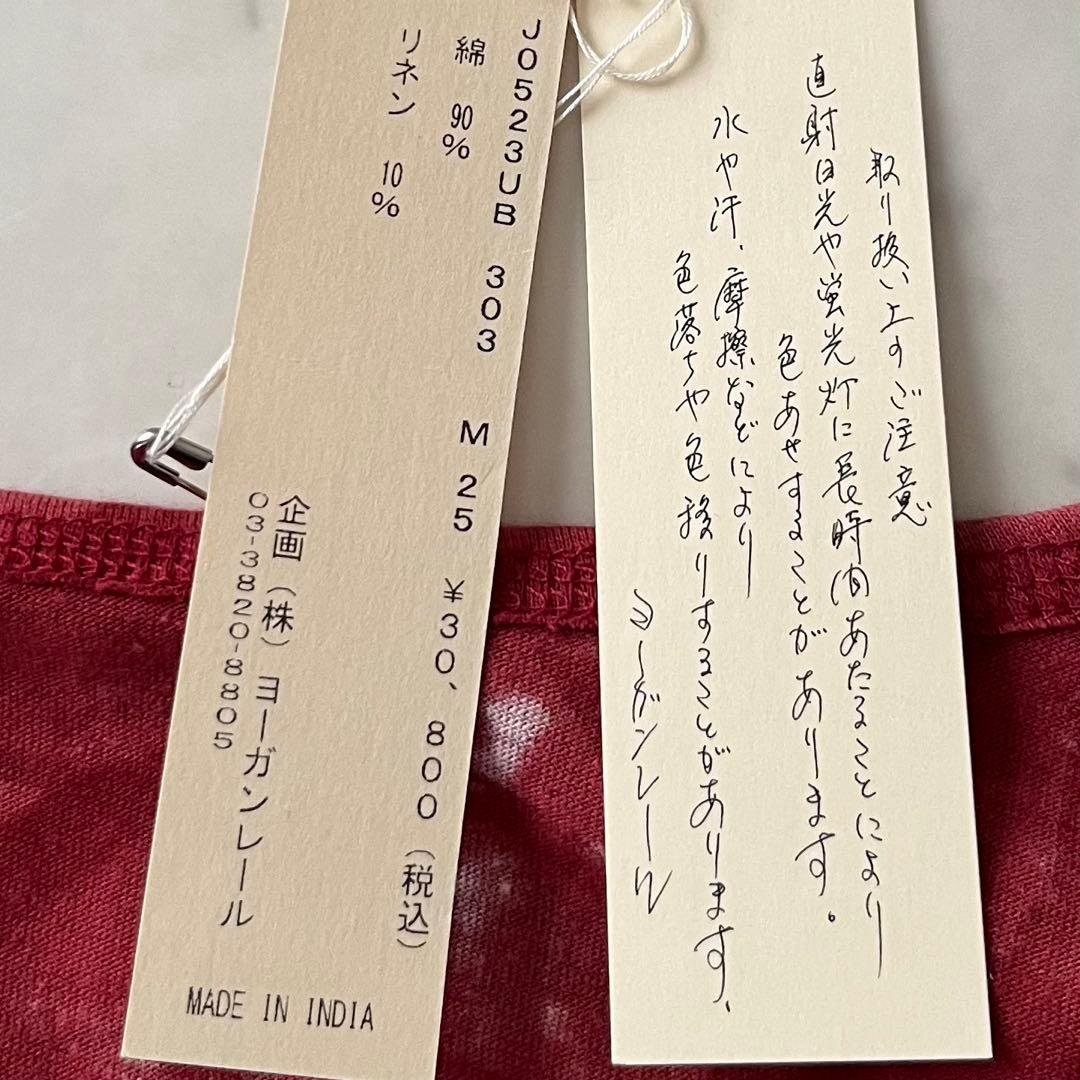 J0523UB 303 M 25 ¥30,800 (税込)
綿 90%
リネン 10%
企画 (株) ヨーガンレール
03-3820-8805
MADE IN INDIA
取り扱い上のご注意
直射日光や蛍光灯に長時間あたることにより
色あせすることがあります。
水や汗、摩擦などにより
色落ちや色移りすることがあります。
ヨーガンレール